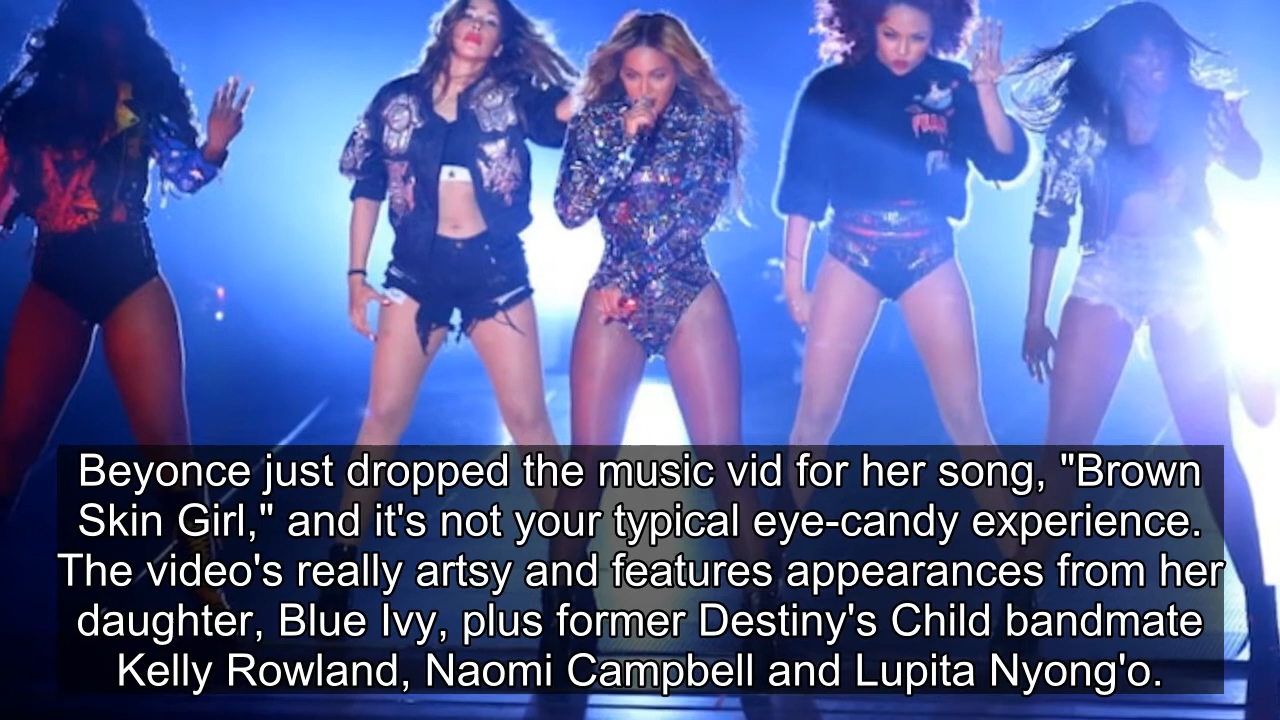 Beyonce just dropped the music vid for her song, "Brown
Skin Girl," and it's not your typical eye-candy experience.
The video's really artsy and features appearances from her
daughter, Blue Ivy, plus former Destiny's Child bandmate
Kelly Rowland, Naomi Campbell and Lupita Nyong'o.